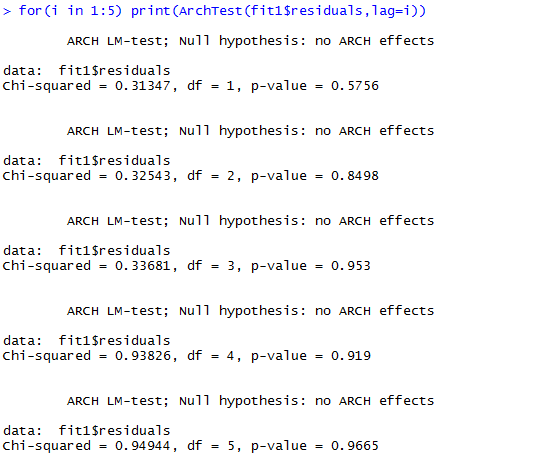 > for(i in 1:5) print(ArchTest(fit1$residuals,lag=i))
ARCH LM-test; Null hypothesis: no ARCH effects
data:  fit1$residuals
Chi-squared = 0.31347, df = 1, p-value = 0.5756
ARCH LM-test; Null hypothesis: no ARCH effects
data:  fit1$residuals
Chi-squared = 0.32543, df = 2, p-value = 0.8498
ARCH LM-test; Null hypothesis: no ARCH effects
data:  fit1$residuals
Chi-squared = 0.33681, df = 3, p-value = 0.953
ARCH LM-test; Null hypothesis: no ARCH effects
data:  fit1$residuals
Chi-squared = 0.93826, df = 4, p-value = 0.919
ARCH LM-test; Null hypothesis: no ARCH effects
data:  fit1$residuals
Chi-squared = 0.94944, df = 5, p-value = 0.9665